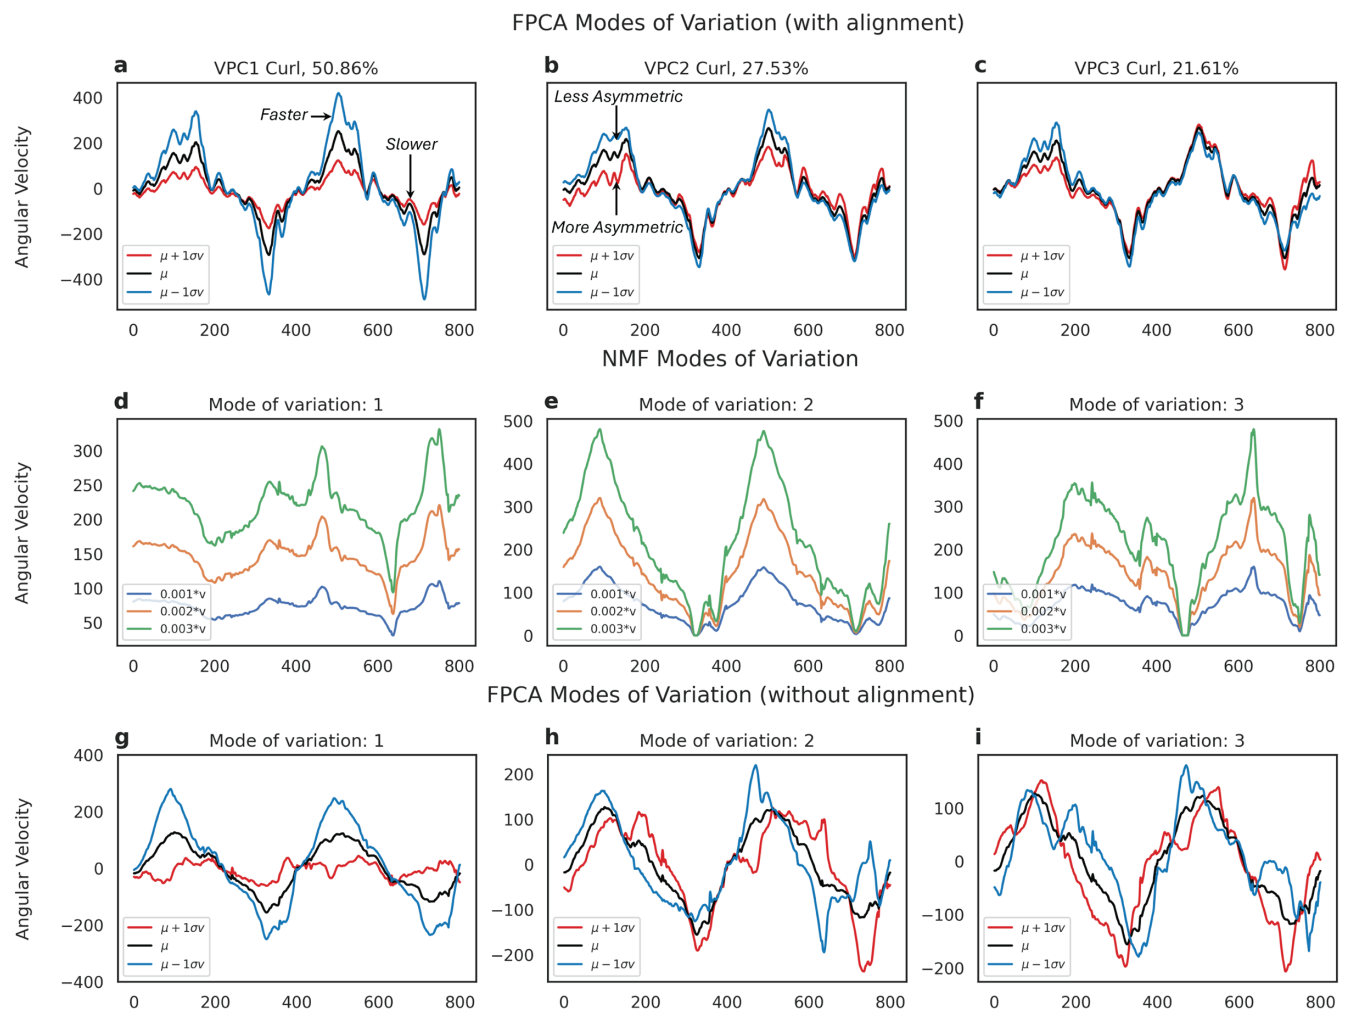 FPCA Modes of Variation (with alignment)
a
VPC1 Curl, 50.86%
b
VPC2 Curl, 27.53%
c
VPC3 Curl, 21.61%
Angular Velocity
400
200
0
−200
−400
Faster
Slower
μ + 1σv
μ
μ − 1σv
0 200 400 600 800
Less Asymmetric
More Asymmetric
μ + 1σv
μ
μ − 1σv
0 200 400 600 800
μ + 1σv
μ
μ − 1σv
0 200 400 600 800
NMF Modes of Variation
d
Mode of variation: 1
e
Mode of variation: 2
f
Mode of variation: 3
Angular Velocity
300
250
200
150
100
50
0.001*v
0.002*v
0.003*v
0 200 400 600 800
500
400
300
200
100
0
0.001*v
0.002*v
0.003*v
0 200 400 600 800
500
400
300
200
100
0
0.001*v
0.002*v
0.003*v
0 200 400 600 800
FPCA Modes of Variation (without alignment)
g
Mode of variation: 1
h
Mode of variation: 2
i
Mode of variation: 3
Angular Velocity
400
200
0
−200
−400
μ + 1σv
μ
μ − 1σv
0 200 400 600 800
200
100
0
−100
−200
μ + 1σv
μ
μ − 1σv
0 200 400 600 800
100
0
−100
−200
μ + 1σv
μ
μ − 1σv
0 200 400 600 800